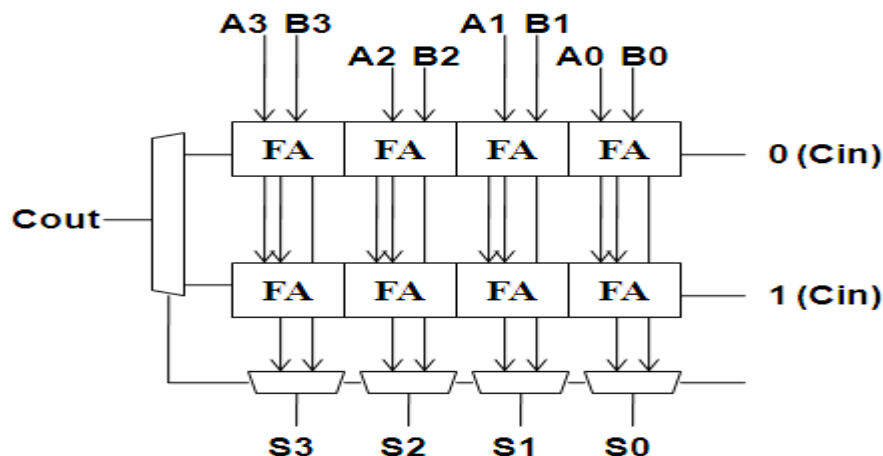 A3 B3
A1 B1
A2 B2
A0 B0
FA FA FA FA
0 (Cin)
Cout
FA FA FA FA
1 (Cin)
S3 S2 S1 S0